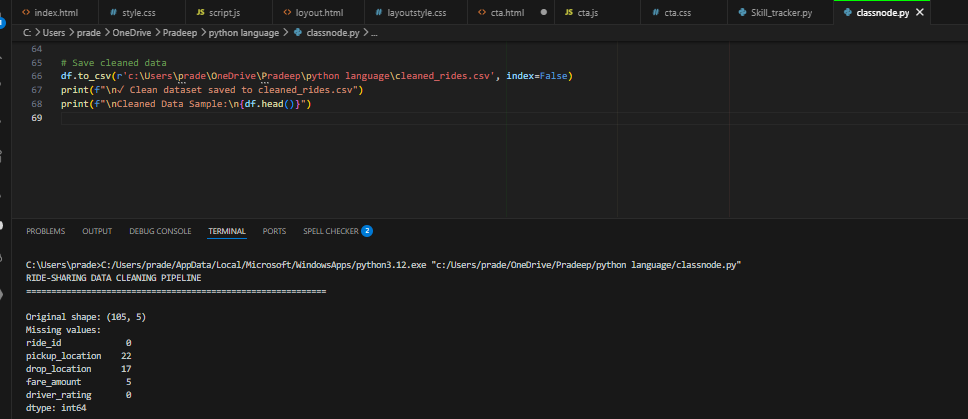 index.html # style.css JS script.js <> loyout.html # layoutstyle.css <> cta.html ● JS cta.js # cta.css Skill_tracker.py classnode.py ×
C: > Users > prade > OneDrive > Pradeep > python language > classnode.py > ...
64
65 # Save cleaned data
66 df.to_csv(r'c:\Users\prade\OneDrive\Pradeep\python language\cleaned_rides.csv', index=False)
67 print(f"\n✓ Clean dataset saved to cleaned_rides.csv")
68 print(f"\nCleaned Data Sample:\n{df.head()}")
69
PROBLEMS OUTPUT DEBUG CONSOLE TERMINAL PORTS SPELL CHECKER 2
C:\Users\prade>C:/Users/prade/AppData/Local/Microsoft/WindowsApps/python3.12.exe "c:/Users/prade/OneDrive/Pradeep/python language/classnode.py"
RIDE-SHARING DATA CLEANING PIPELINE
============================================================
Original shape: (105, 5)
Missing values:
ride_id 0
pickup_location 22
drop_location 17
fare_amount 5
driver_rating 0
dtype: int64